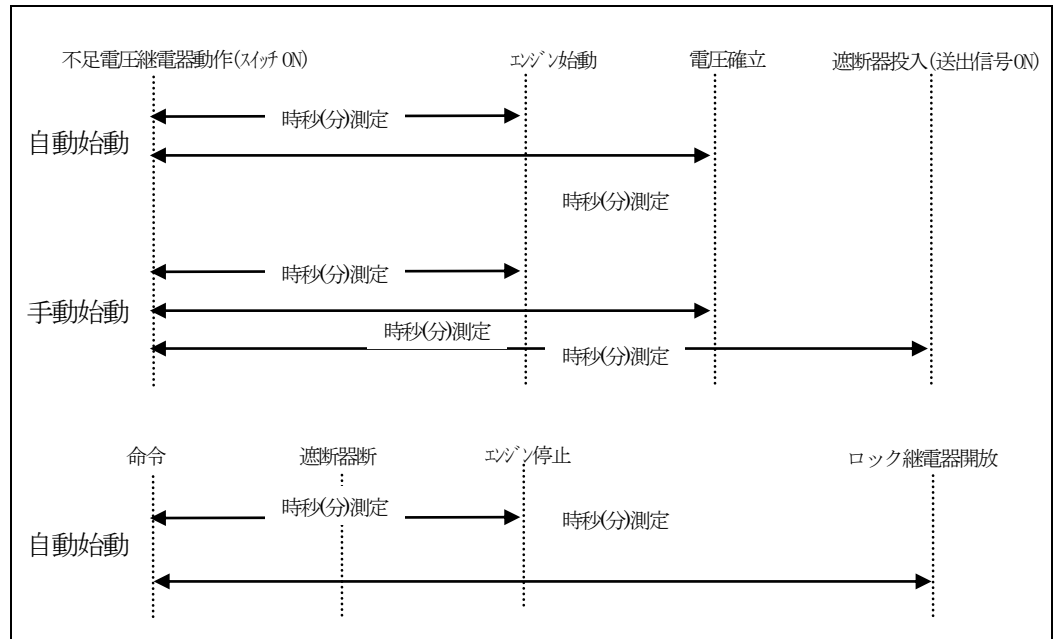 不足電圧継電器動作(ｽｲｯﾁ ON) ｴﾝｼﾞﾝ始動 電圧確立 遮断器投入(送出信号ON)
時秒(分)測定
自動始動
時秒(分)測定
時秒(分)測定
手動始動
時秒(分)測定
時秒(分)測定
命令 遮断器断 ｴﾝｼﾞﾝ停止 ロック継電器開放
時秒(分)測定 時秒(分)測定
自動始動